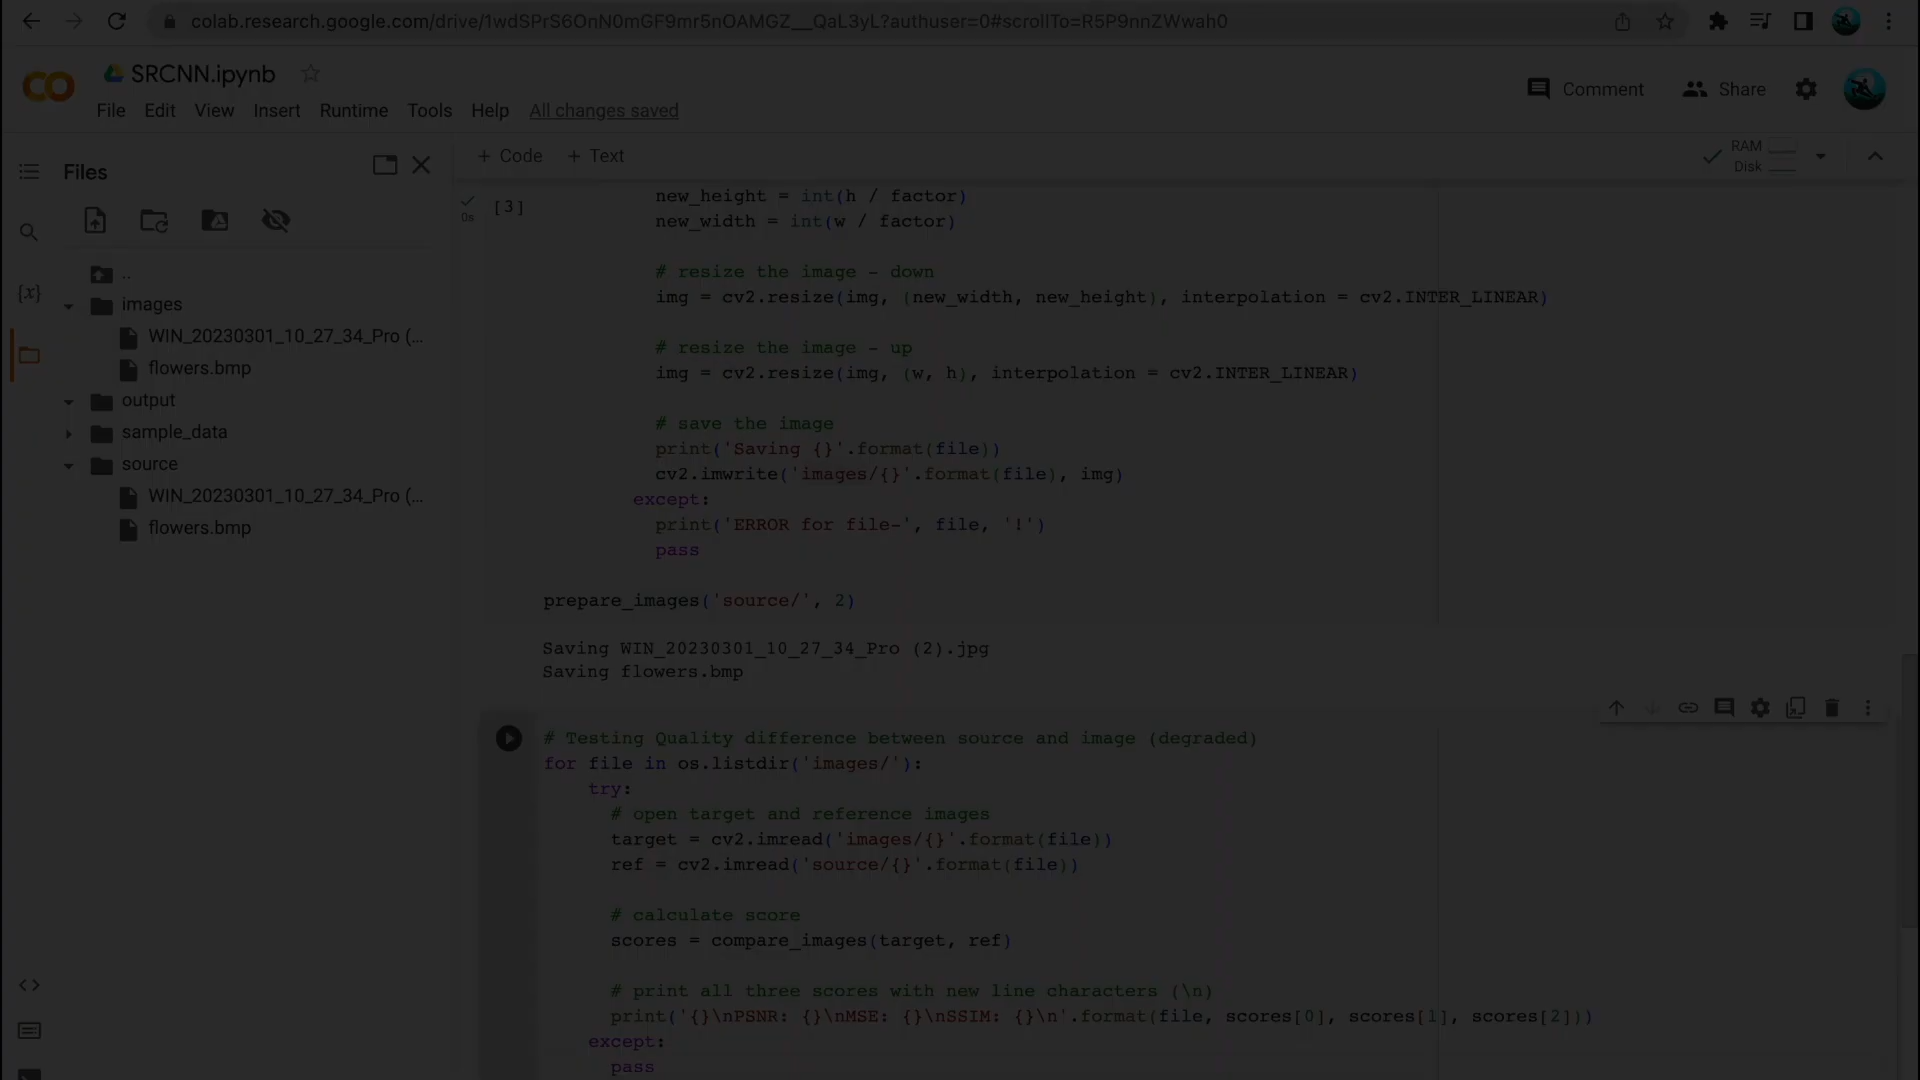 colab.research.google.com/drive/1wdSPrS6OnN0mGF9mr5nOAMGZ__QaL3yL?authuser=0#scrollTo=R5P9nnZWwah0
SRCNN.ipynb
Comment Share
File Edit View Insert Runtime Tools Help All changes saved
Files
+ Code + Text
RAM
Disk
..
images
WIN_20230301_10_27_34_Pro (...
flowers.bmp
output
sample_data
source
WIN_20230301_10_27_34_Pro (...
flowers.bmp
{x}
<>
0s
[3]
new_height = int(h / factor)
new_width = int(w / factor)
# resize the image - down
img = cv2.resize(img, (new_width, new_height), interpolation = cv2.INTER_LINEAR)
# resize the image - up
img = cv2.resize(img, (w, h), interpolation = cv2.INTER_LINEAR)
# save the image
print('Saving {}'.format(file))
cv2.imwrite('images/{}'.format(file), img)
except:
print('ERROR for file-', file, '!')
pass
prepare_images('source/', 2)
Saving WIN_20230301_10_27_34_Pro (2).jpg
Saving flowers.bmp
# Testing Quality difference between source and image (degraded)
for file in os.listdir('images/'):
try:
# open target and reference images
target = cv2.imread('images/{}'.format(file))
ref = cv2.imread('source/{}'.format(file))
# calculate score
scores = compare_images(target, ref)
# print all three scores with new line characters (\n)
print('{}\nPSNR: {}\nMSE: {}\nSSIM: {}\n'.format(file, scores[0], scores[1], scores[2]))
except:
pass